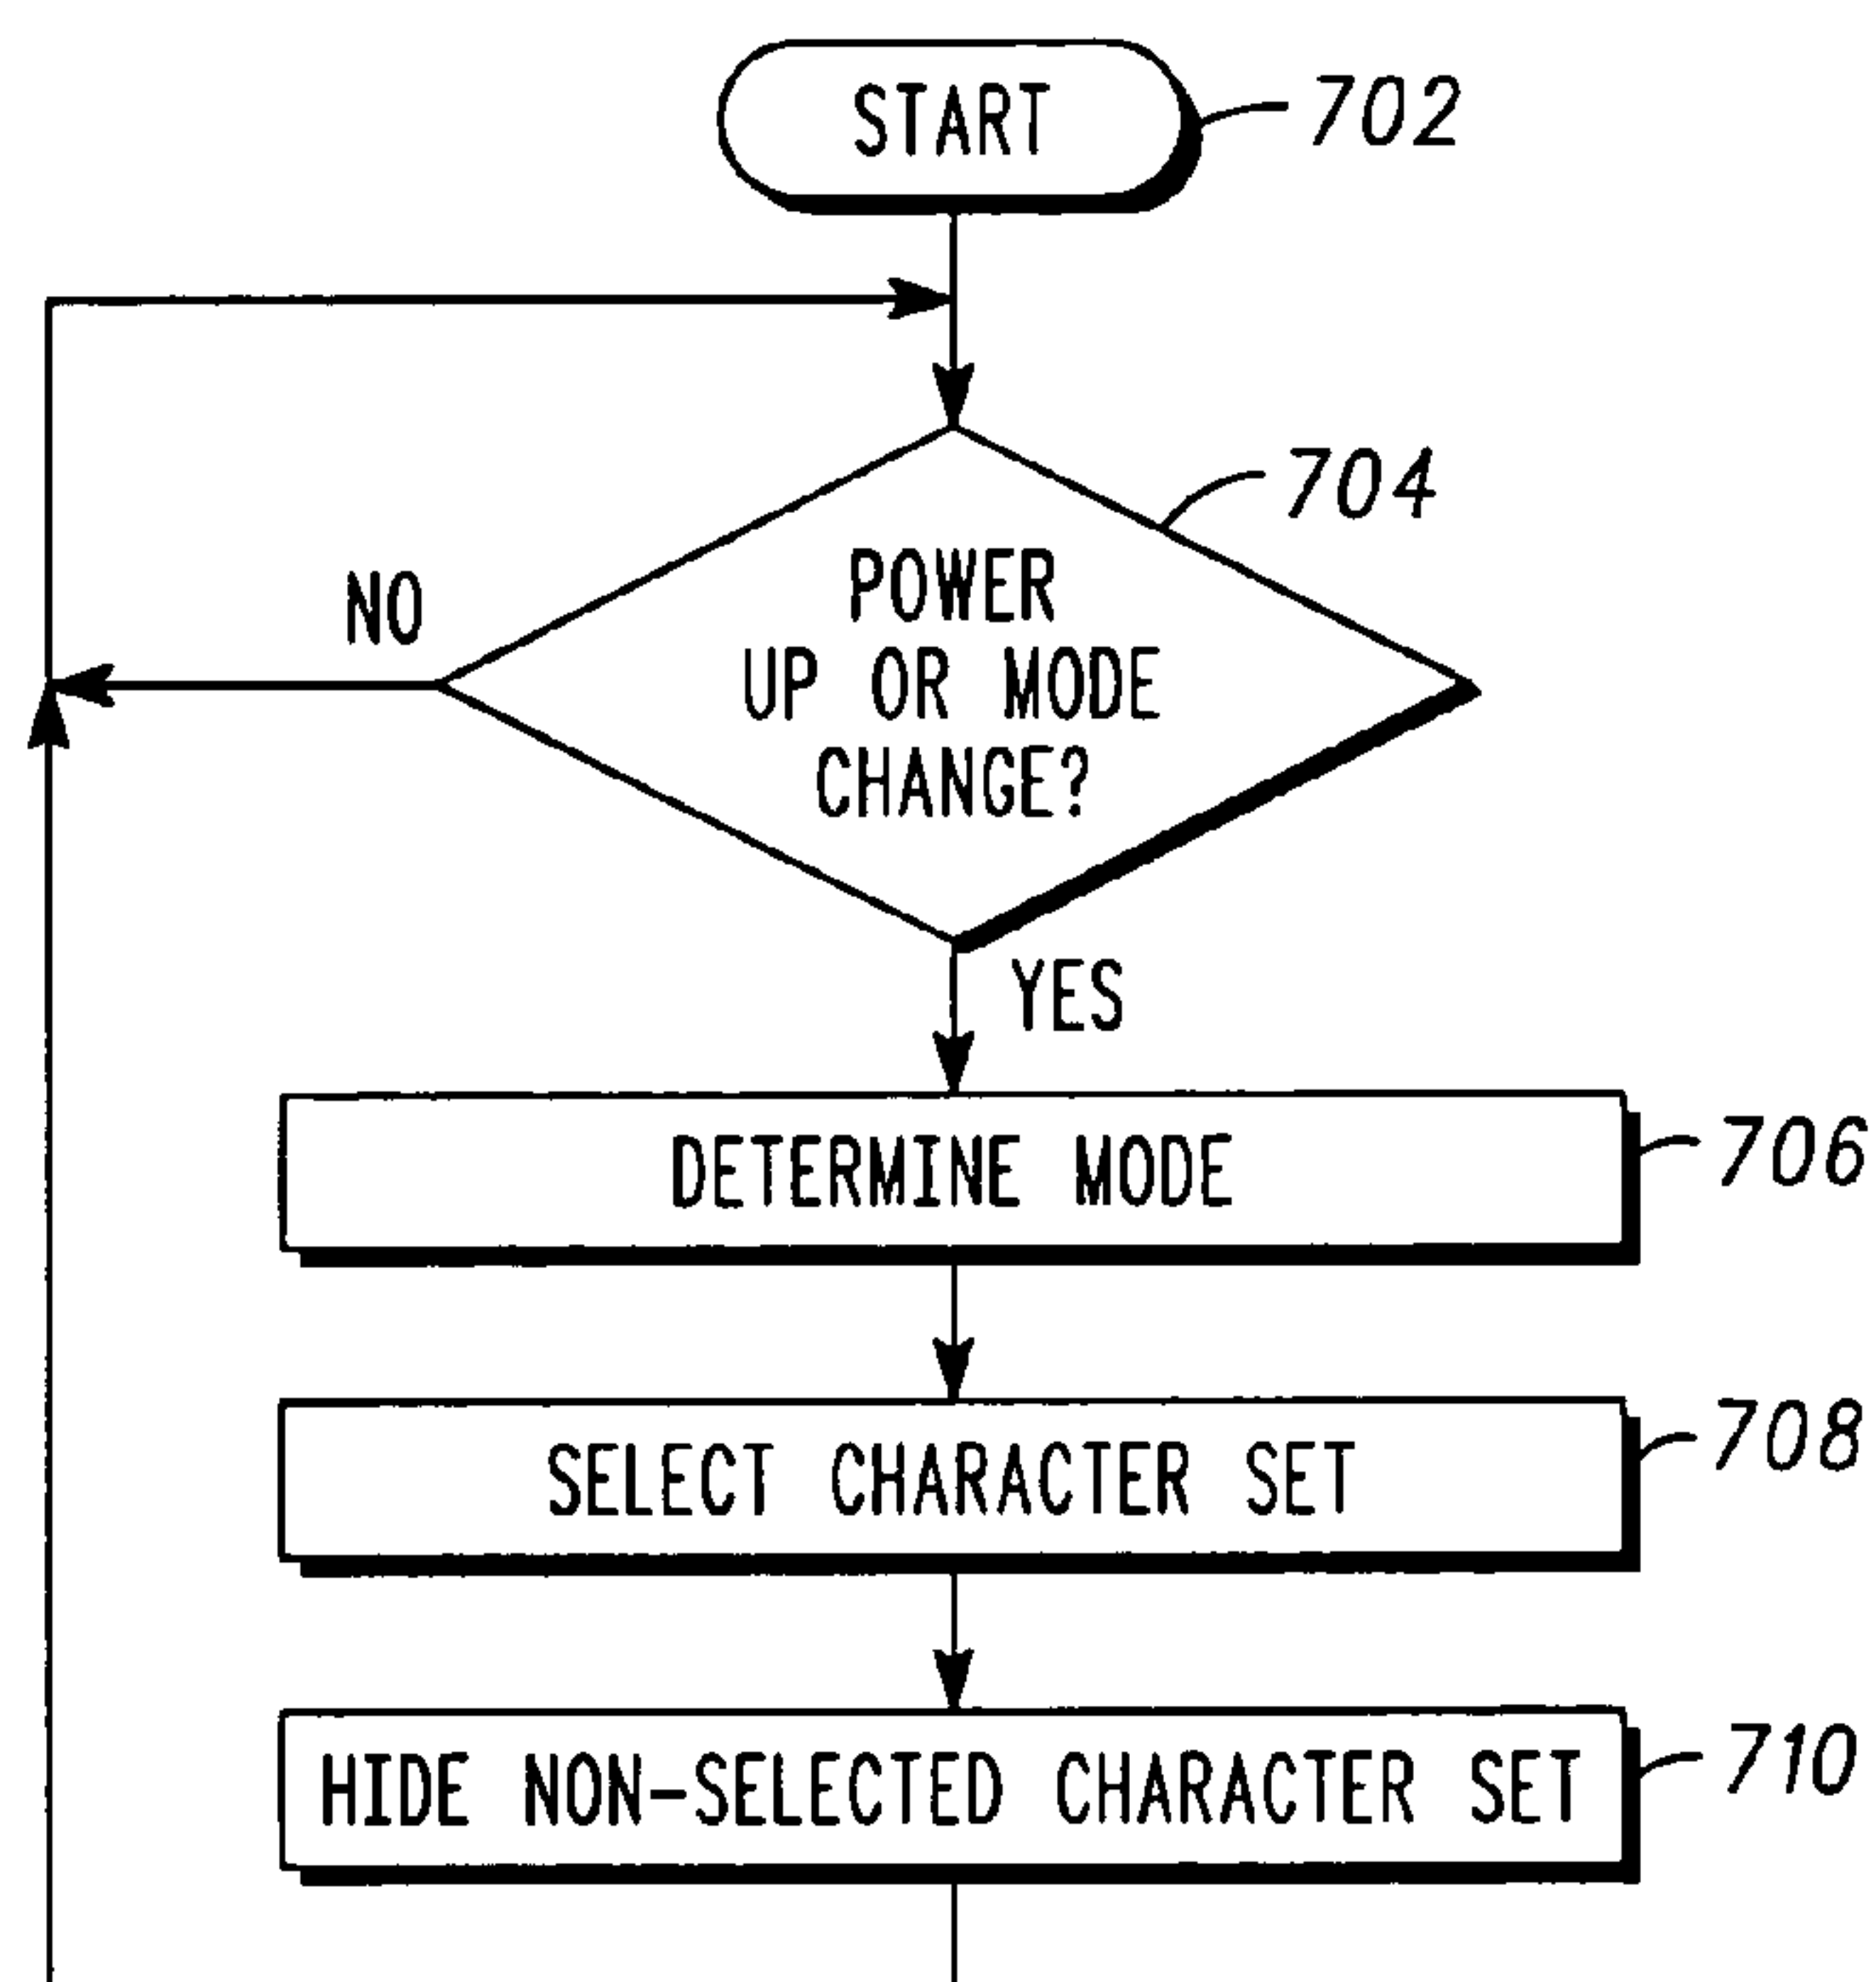 START
702
704
POWER
UP OR MODE
CHANGE?
NO
YES
DETERMINE MODE
706
SELECT CHARACTER SET
708
HIDE NON-SELECTED CHARACTER SET
710